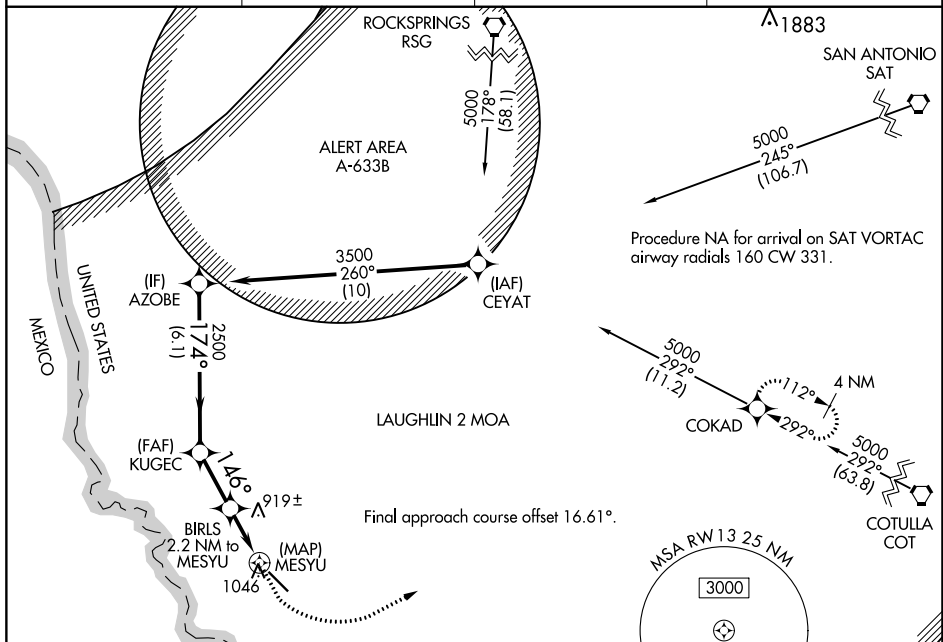 ROCKSPRINGS
RSG
1883
SAN ANTONIO
SAT
5000
178°
(58.1)
5000
245°
(106.7)
ALERT AREA
A-633B
Procedure NA for arrival on SAT VORTAC
airway radials 160 CW 331.
3500
260°
(10)
(IF)
AZOBE
(IAF)
CEYAT
UNITED STATES
MEXICO
2500
174°
(6.1)
5000
292°
(11.2)
112°
4 NM
COKAD
292°
5000
292°
(63.8)
COTULLA
COT
LAUGHLIN 2 MOA
(FAF)
KUGEC
146°
919±
BIRLS
2.2 NM to
MESYU
(MAP)
MESYU
1046
Final approach course offset 16.61°.
MSA RW13 25 NM
3000